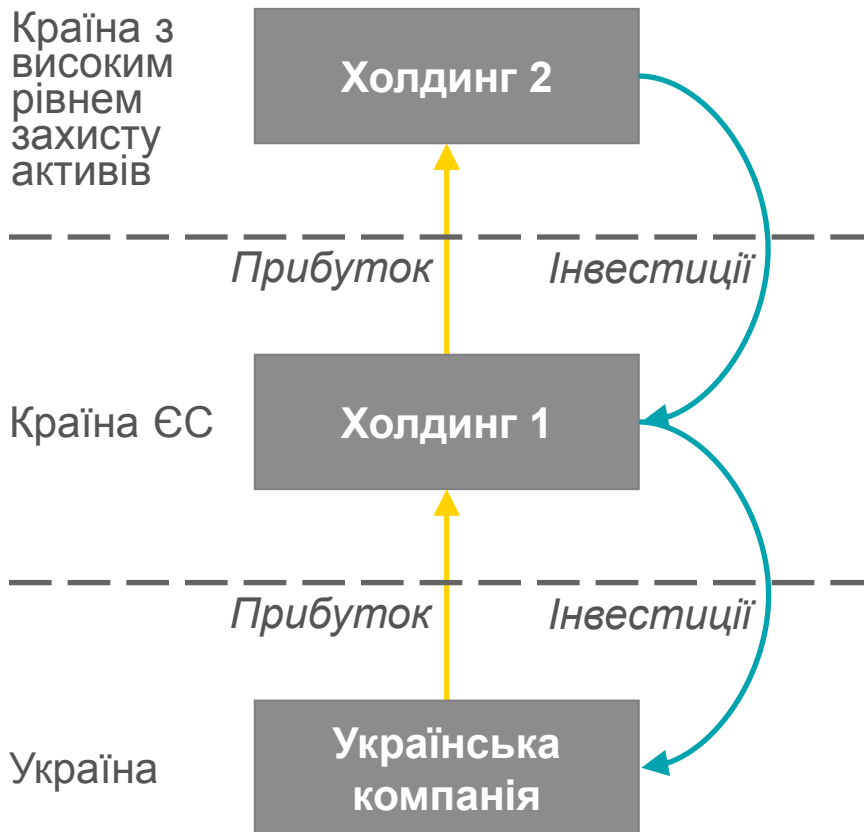 Країна з
високим
рівнем
захисту
активів
Холдинг 2
Прибуток
Інвестиції
Країна ЄС
Холдинг 1
Прибуток
Інвестиції
Україна
Українська
компанія